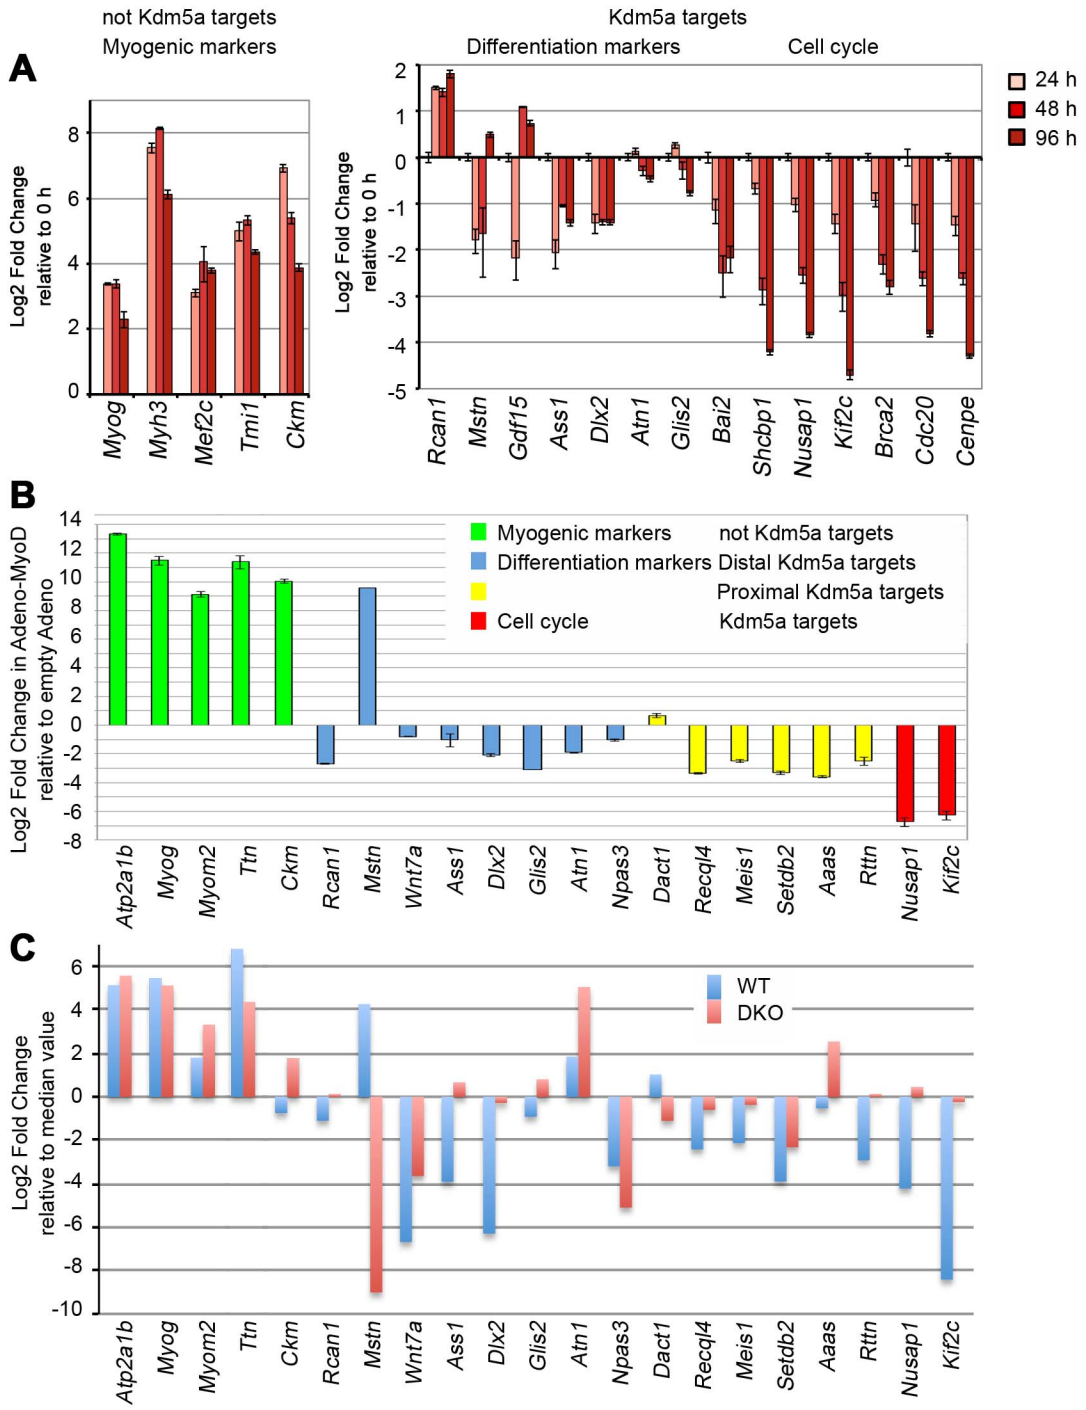 not Kdm5a targets
Myogenic markers
Kdm5a targets
Differentiation markers
Cell cycle
A
24 h
48 h
96 h
Log2 Fold Change
relative to 0 h
8
6
4
2
0
Myog
Myh3
Mef2c
Tmi1
Ckm
Log2 Fold Change
relative to 0 h
2
1
0
-1
-2
-3
-4
-5
Rcan1
Mstn
Gdf15
Ass1
Dlx2
Atn1
Glis2
Bai2
Shcbp1
Nusap1
Kif2c
Brca2
Cdc20
Cenpe
B
Log2 Fold Change in Adeno-MyoD
relative to empty Adeno
14
12
10
8
6
4
2
0
-2
-4
-6
-8
Myogenic markers not Kdm5a targets
Differentiation markers Distal Kdm5a targets
Proximal Kdm5a targets
Cell cycle Kdm5a targets
Atp2a1b
Myog
Myom2
Ttn
Ckm
Rcan1
Mstn
Wnt7a
Ass1
Dlx2
Glis2
Atn1
Npas3
Dact1
Recql4
Meis1
Setdb2
Aaas
Rtttn
Nusap1
Kif2c
C
Log2 Fold Change
relative to median value
6
4
2
0
-2
-4
-6
-8
-10
WT
DKO
Atp2a1b
Myog
Myom2
Ttn
Ckm
Rcan1
Mstn
Wnt7a
Ass1
Dlx2
Glis2
Atn1
Npas3
Dact1
Recql4
Meis1
Setdb2
Aaas
Rtttn
Nusap1
Kif2c